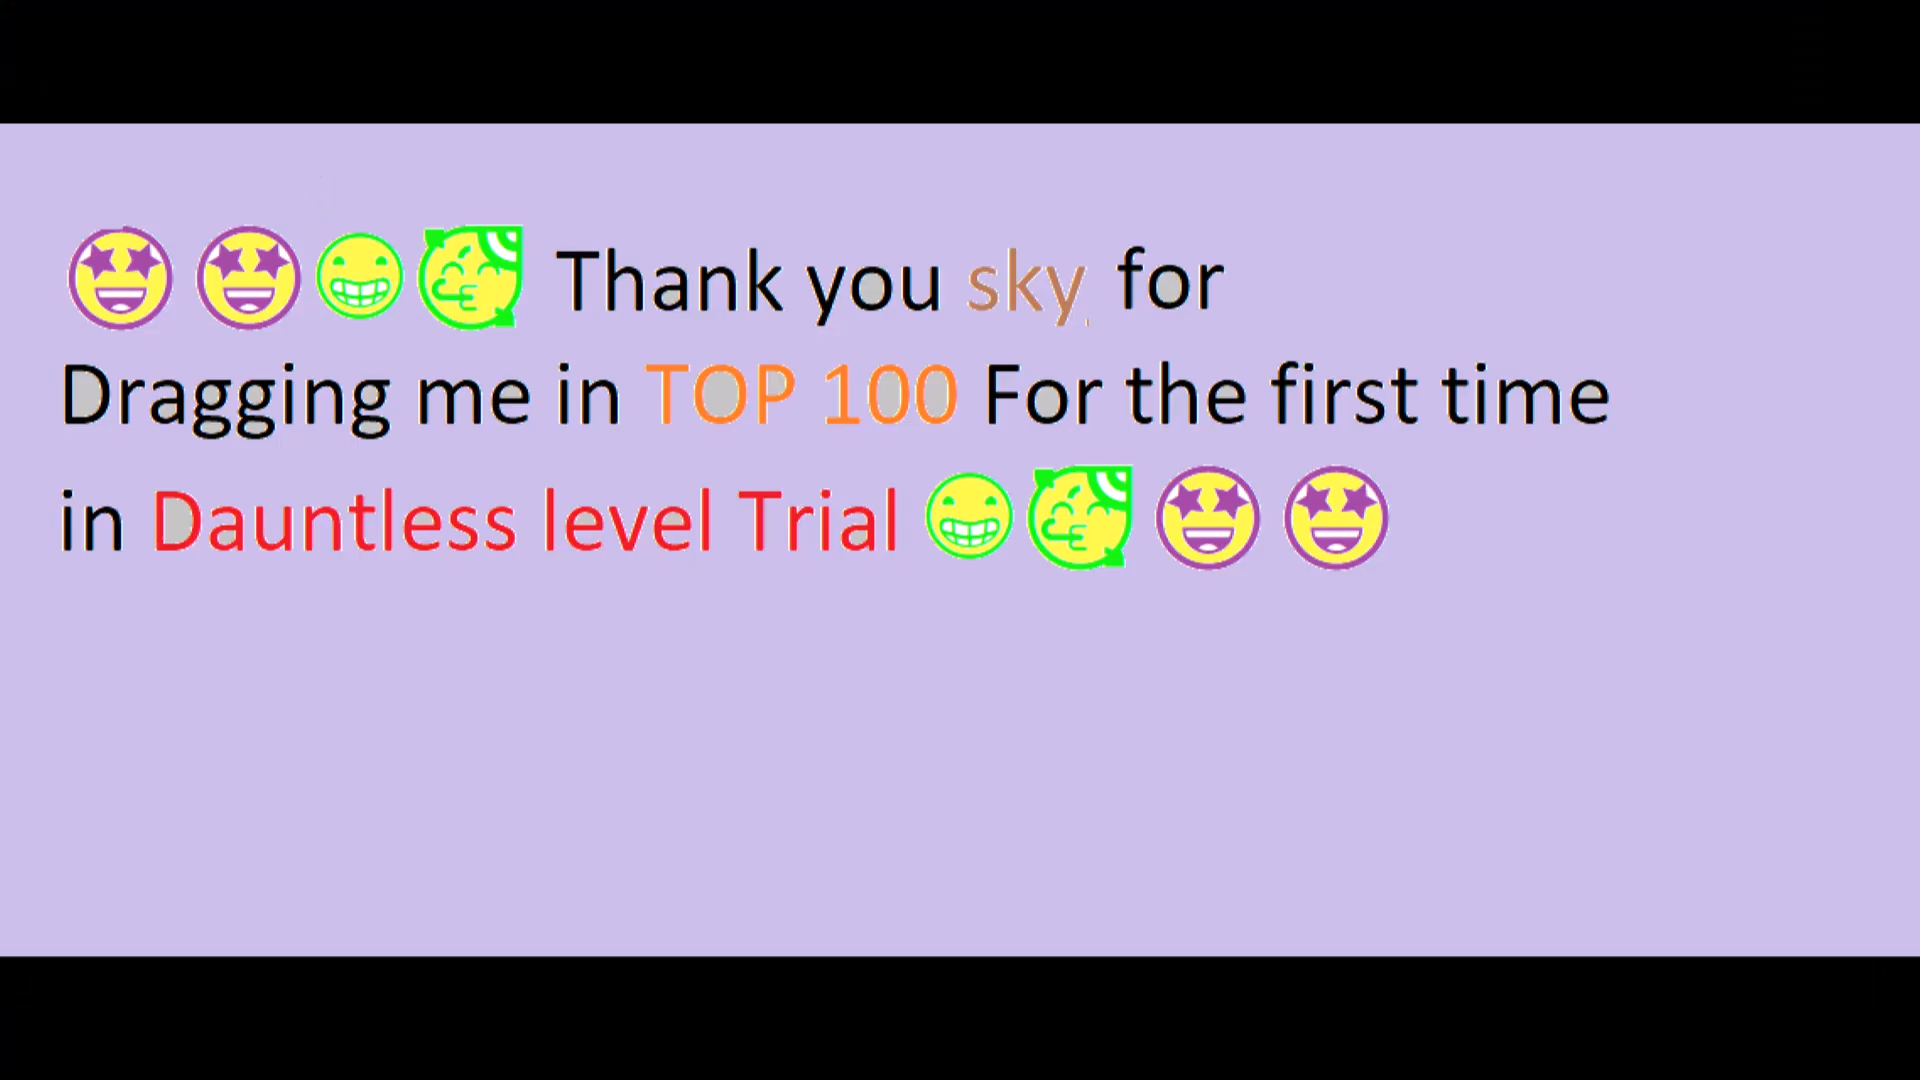 🤩 🤩😁🥳 Thank you sky for
Dragging me in TOP 100 For the first time
in Dauntless level Trial 😁🥳 🤩 🤩